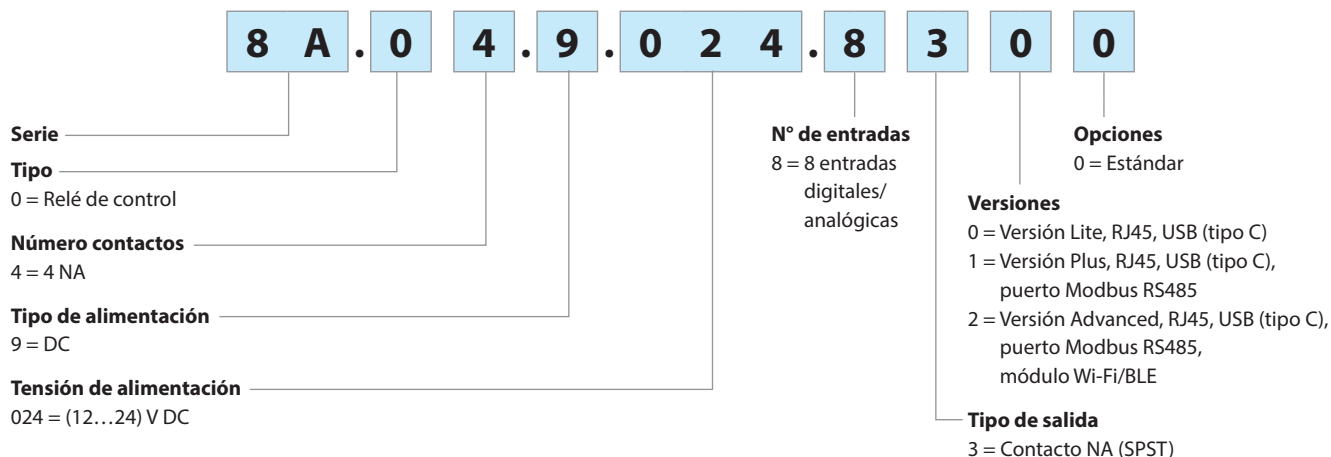 8 A . 0 4 . 9 . 0 2 4 . 8 3 0 0
Serie
Tipo
0 = Relé de control
Número contactos
4 = 4 NA
Tipo de alimentación
9 = DC
Tensión de alimentación
024 = (12…24) V DC
N° de entradas
8 = 8 entradas
digitales/
analógicas
Opciones
0 = Estándar
Versiones
0 = Versión Lite, RJ45, USB (tipo C)
1 = Versión Plus, RJ45, USB (tipo C),
puerto Modbus RS485
2 = Versión Advanced, RJ45, USB (tipo C),
puerto Modbus RS485,
módulo Wi-Fi/BLE
Tipo de salida
3 = Contacto NA (SPST)